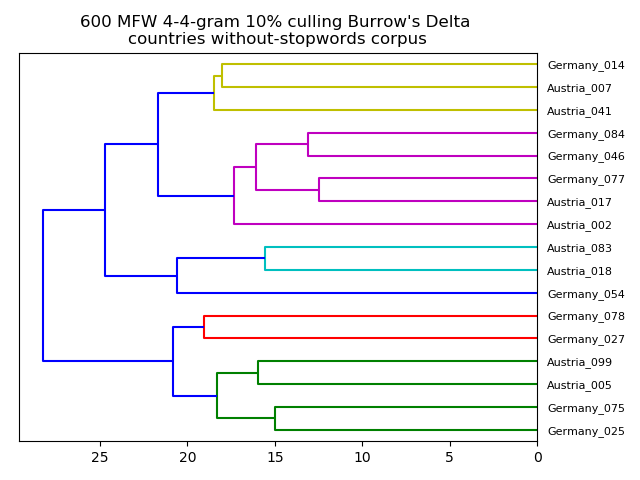 600 MFW 4-4-gram 10% culling Burrow's Delta
countries without-stopwords corpus
Germany_014
Austria_007
Austria_041
Germany_084
Germany_046
Germany_077
Austria_017
Austria_002
Austria_083
Austria_018
Germany_054
Germany_078
Germany_027
Austria_099
Austria_005
Germany_075
Germany_025
25 20 15 10 5 0